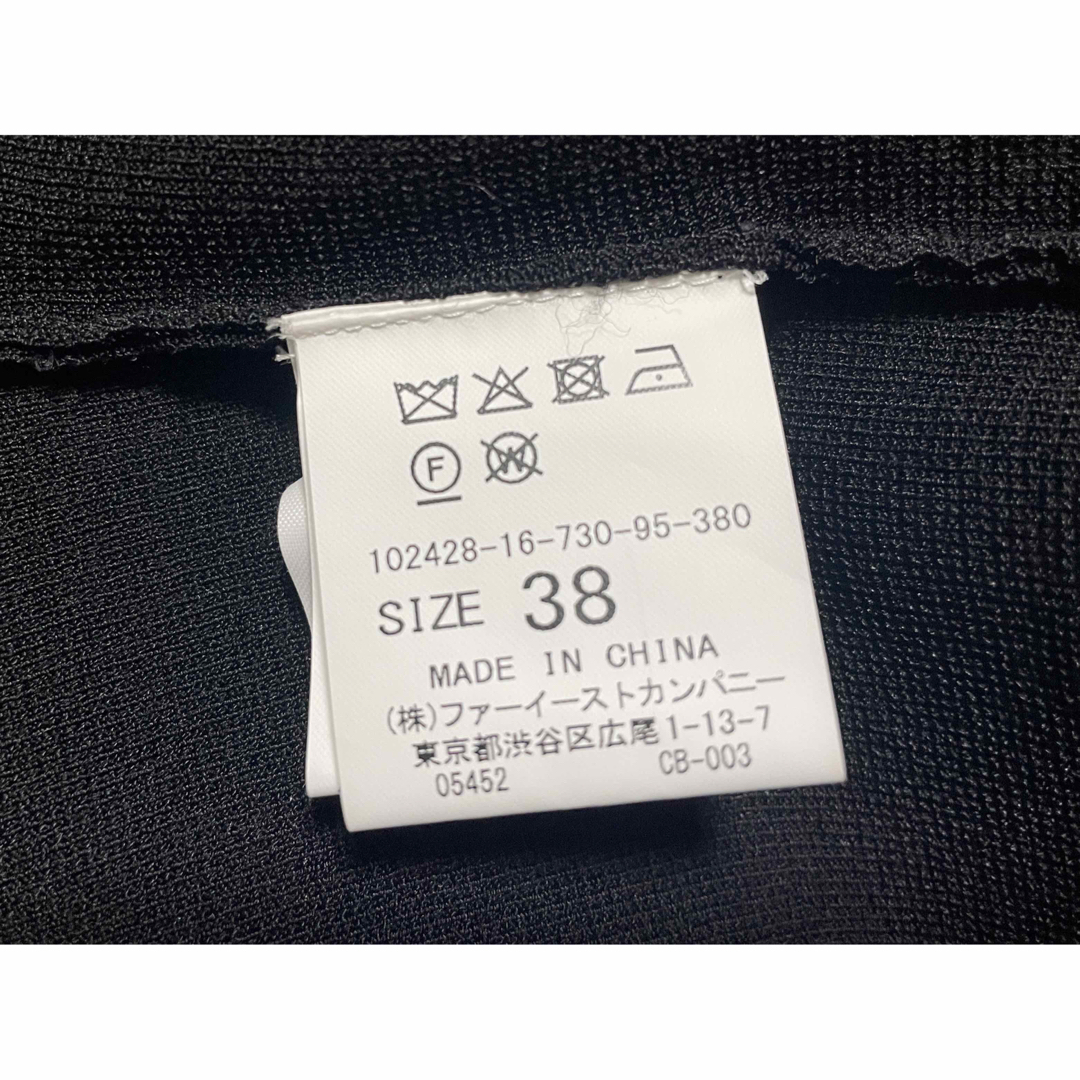 F W
102428-16-730-95-380
SIZE 38
MADE IN CHINA
(株)ファーイーストカンパニー
東京都渋谷区広尾1-13-7
05452 CB-003